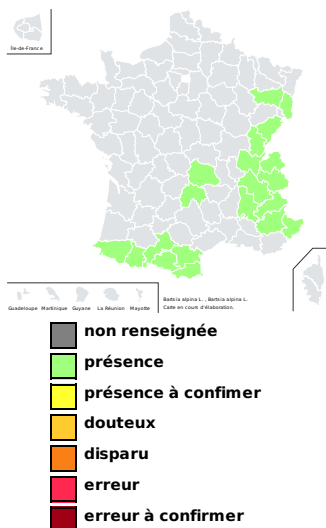 Île-de-France
Guadeloupe Martinique Guyane La Réunion Mayotte
Bartsia alpina L. , Bartsia alpina L.
Carte en cours d'élaboration.
non renseignée
présence
présence à confimer
douteux
disparu
erreur
erreur à confirmer